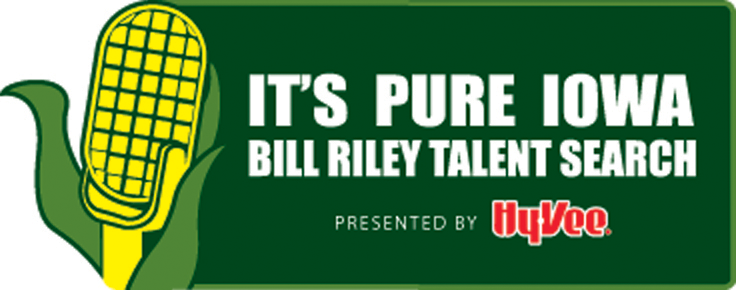 IT'S PURE IOWA
BILL RILEY TALENT SEARCH
PRESENTED BY HyVee